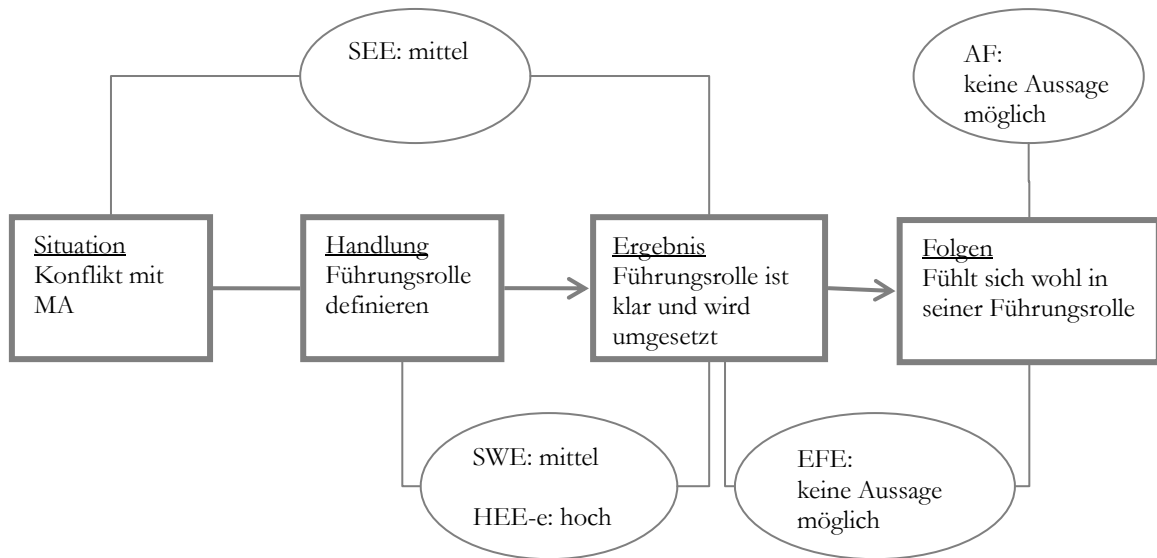 SEE: mittel
AF:
keine Aussage
möglich
Situation
Konflikt mit
MA
Handlung
Führungsrolle
definieren
Ergebnis
Führungsrolle ist
klar und wird
umgesetzt
Folgen
Fühlt sich wohl in
seiner Führungsrolle
SWE: mittel
HEE-e: hoch
EFE:
keine Aussage
möglich